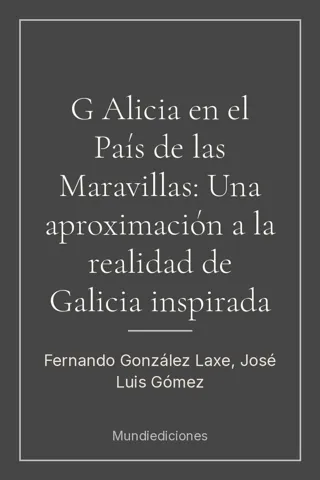 G Alicia en el
País de las
Maravillas: Una
aproximación a la
realidad de
Galicia inspirada
Fernando González Laxe, José
Luis Gómez
Mundiediciones